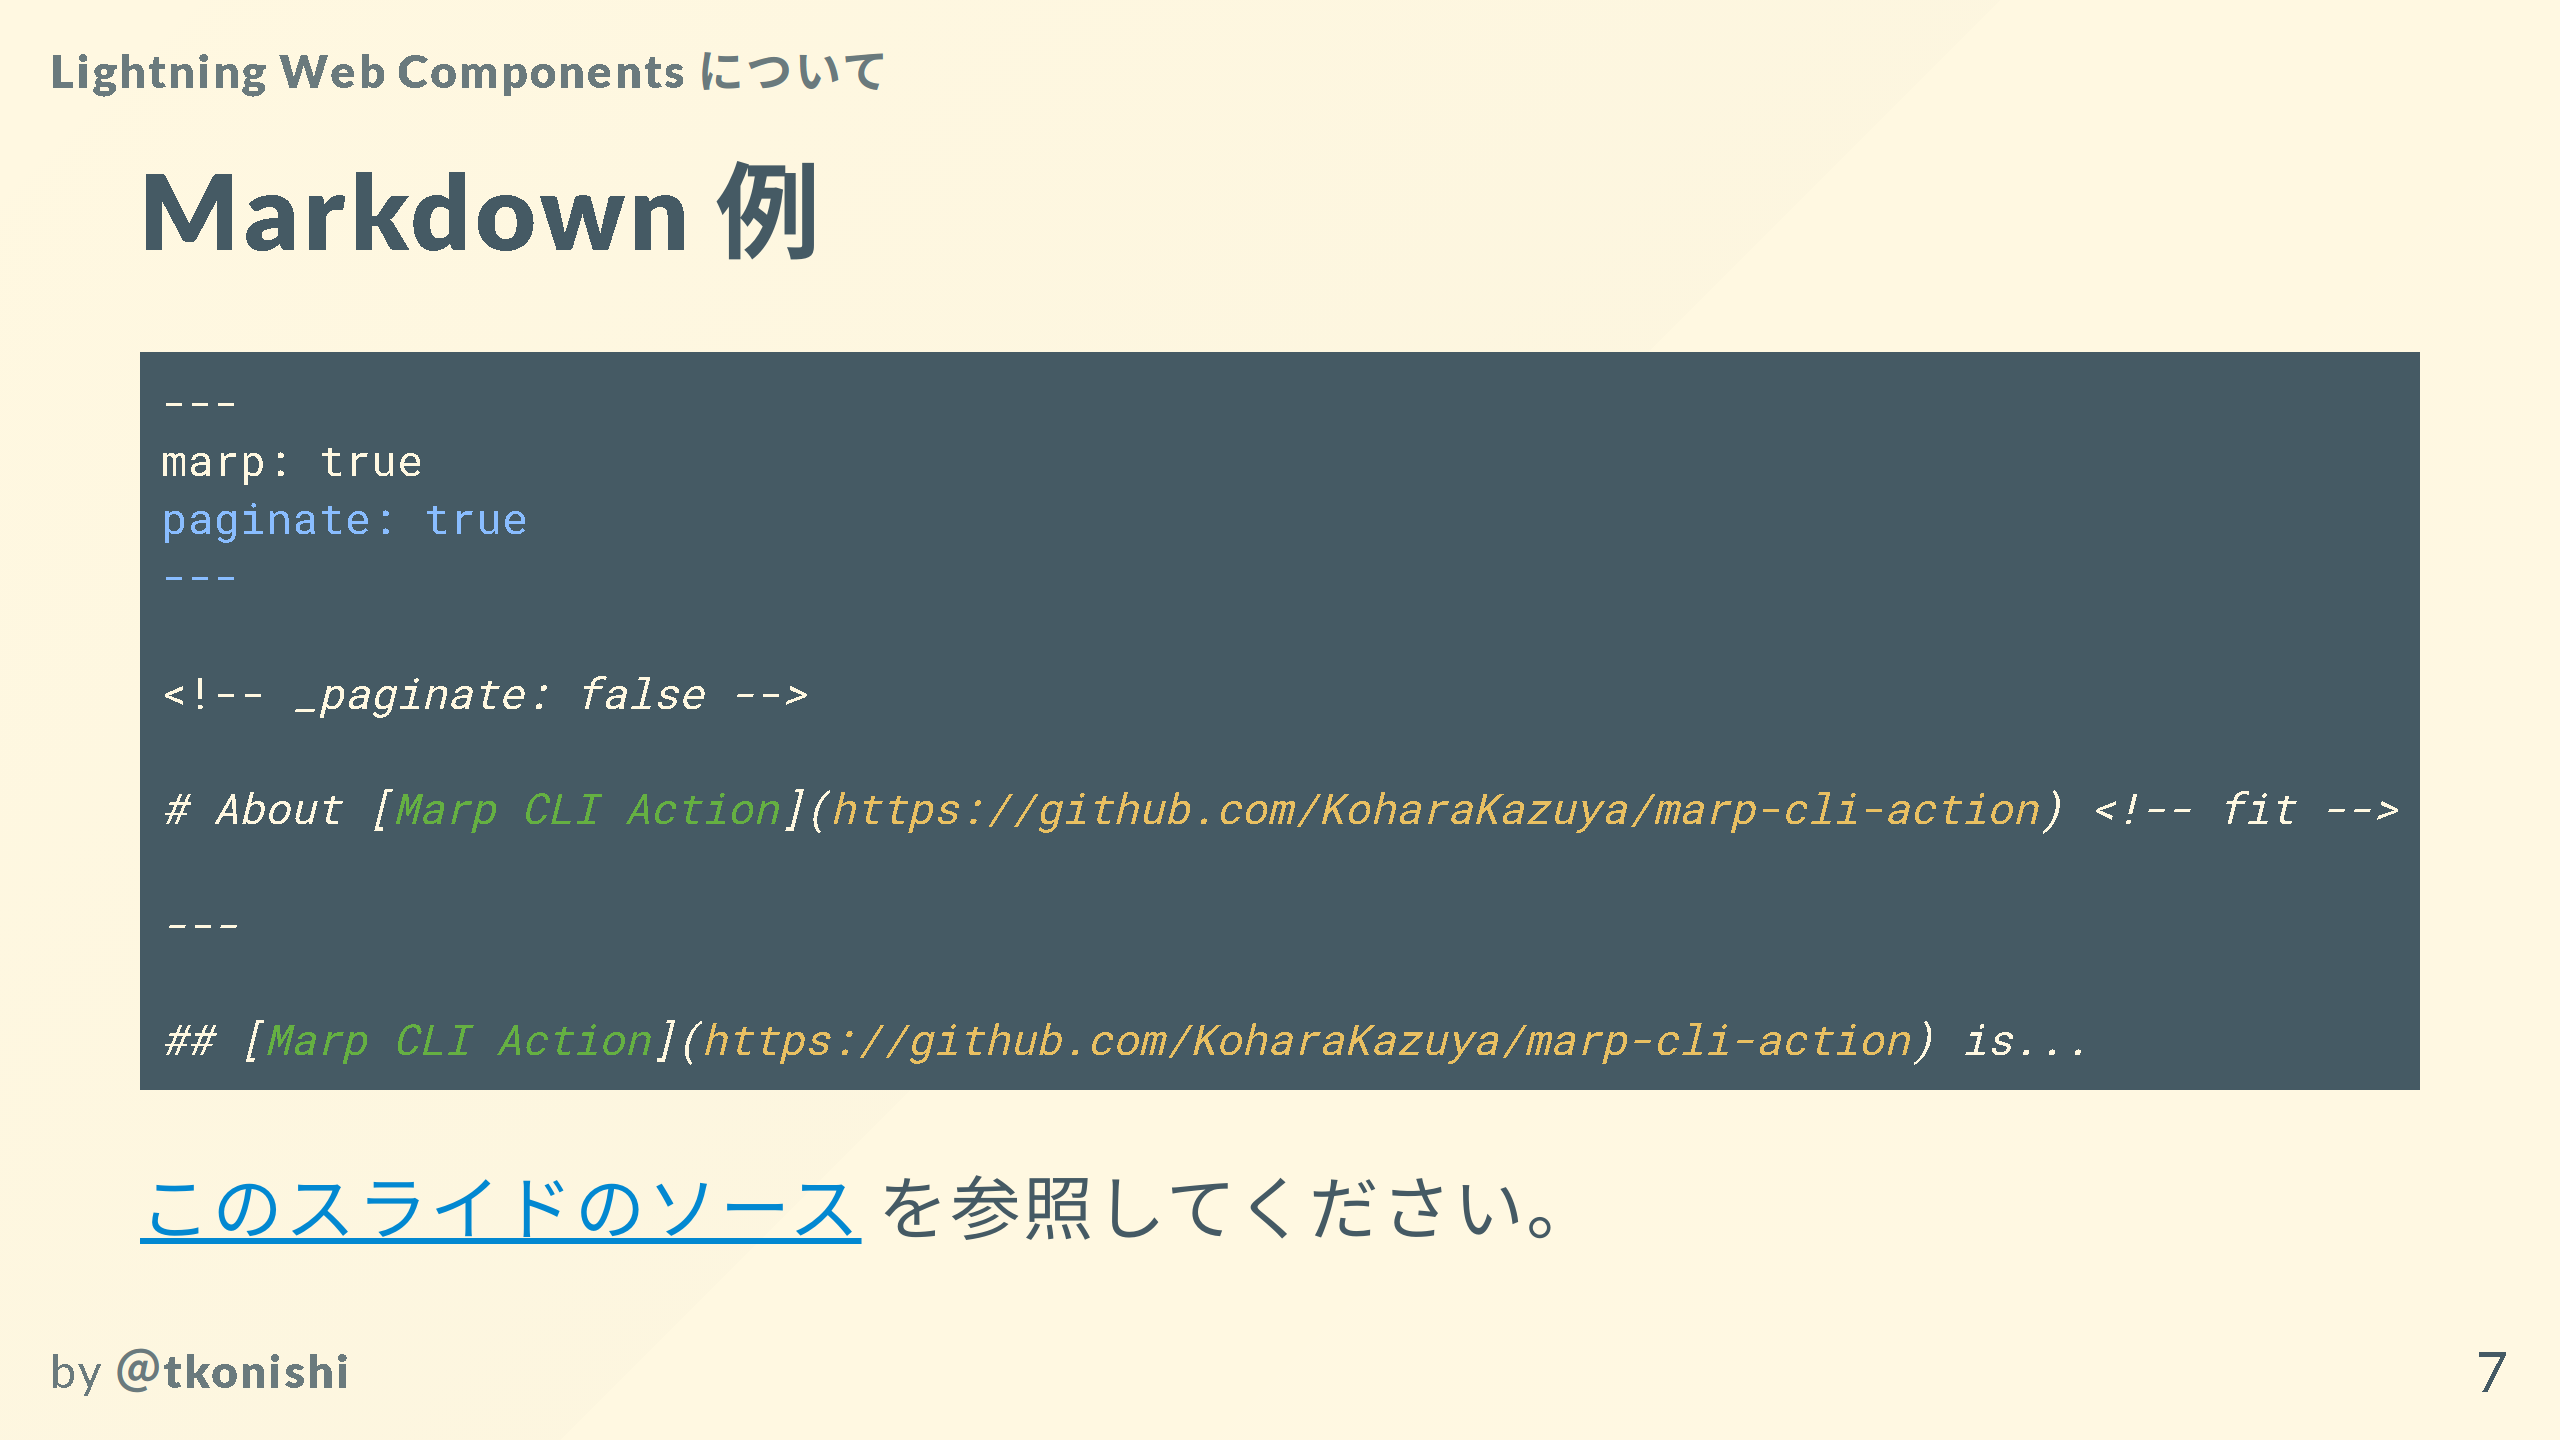 Lightning Web Components について
Markdown 例
---
marp: true
paginate: true
---
<!-- _paginate: false -->
# About [Marp CLI Action](https://github.com/KoharaKazuya/marp-cli-action) <!-- fit -->
---
## [Marp CLI Action](https://github.com/KoharaKazuya/marp-cli-action) is...
このスライドのソース を参照してください。
by @tkonishi
7